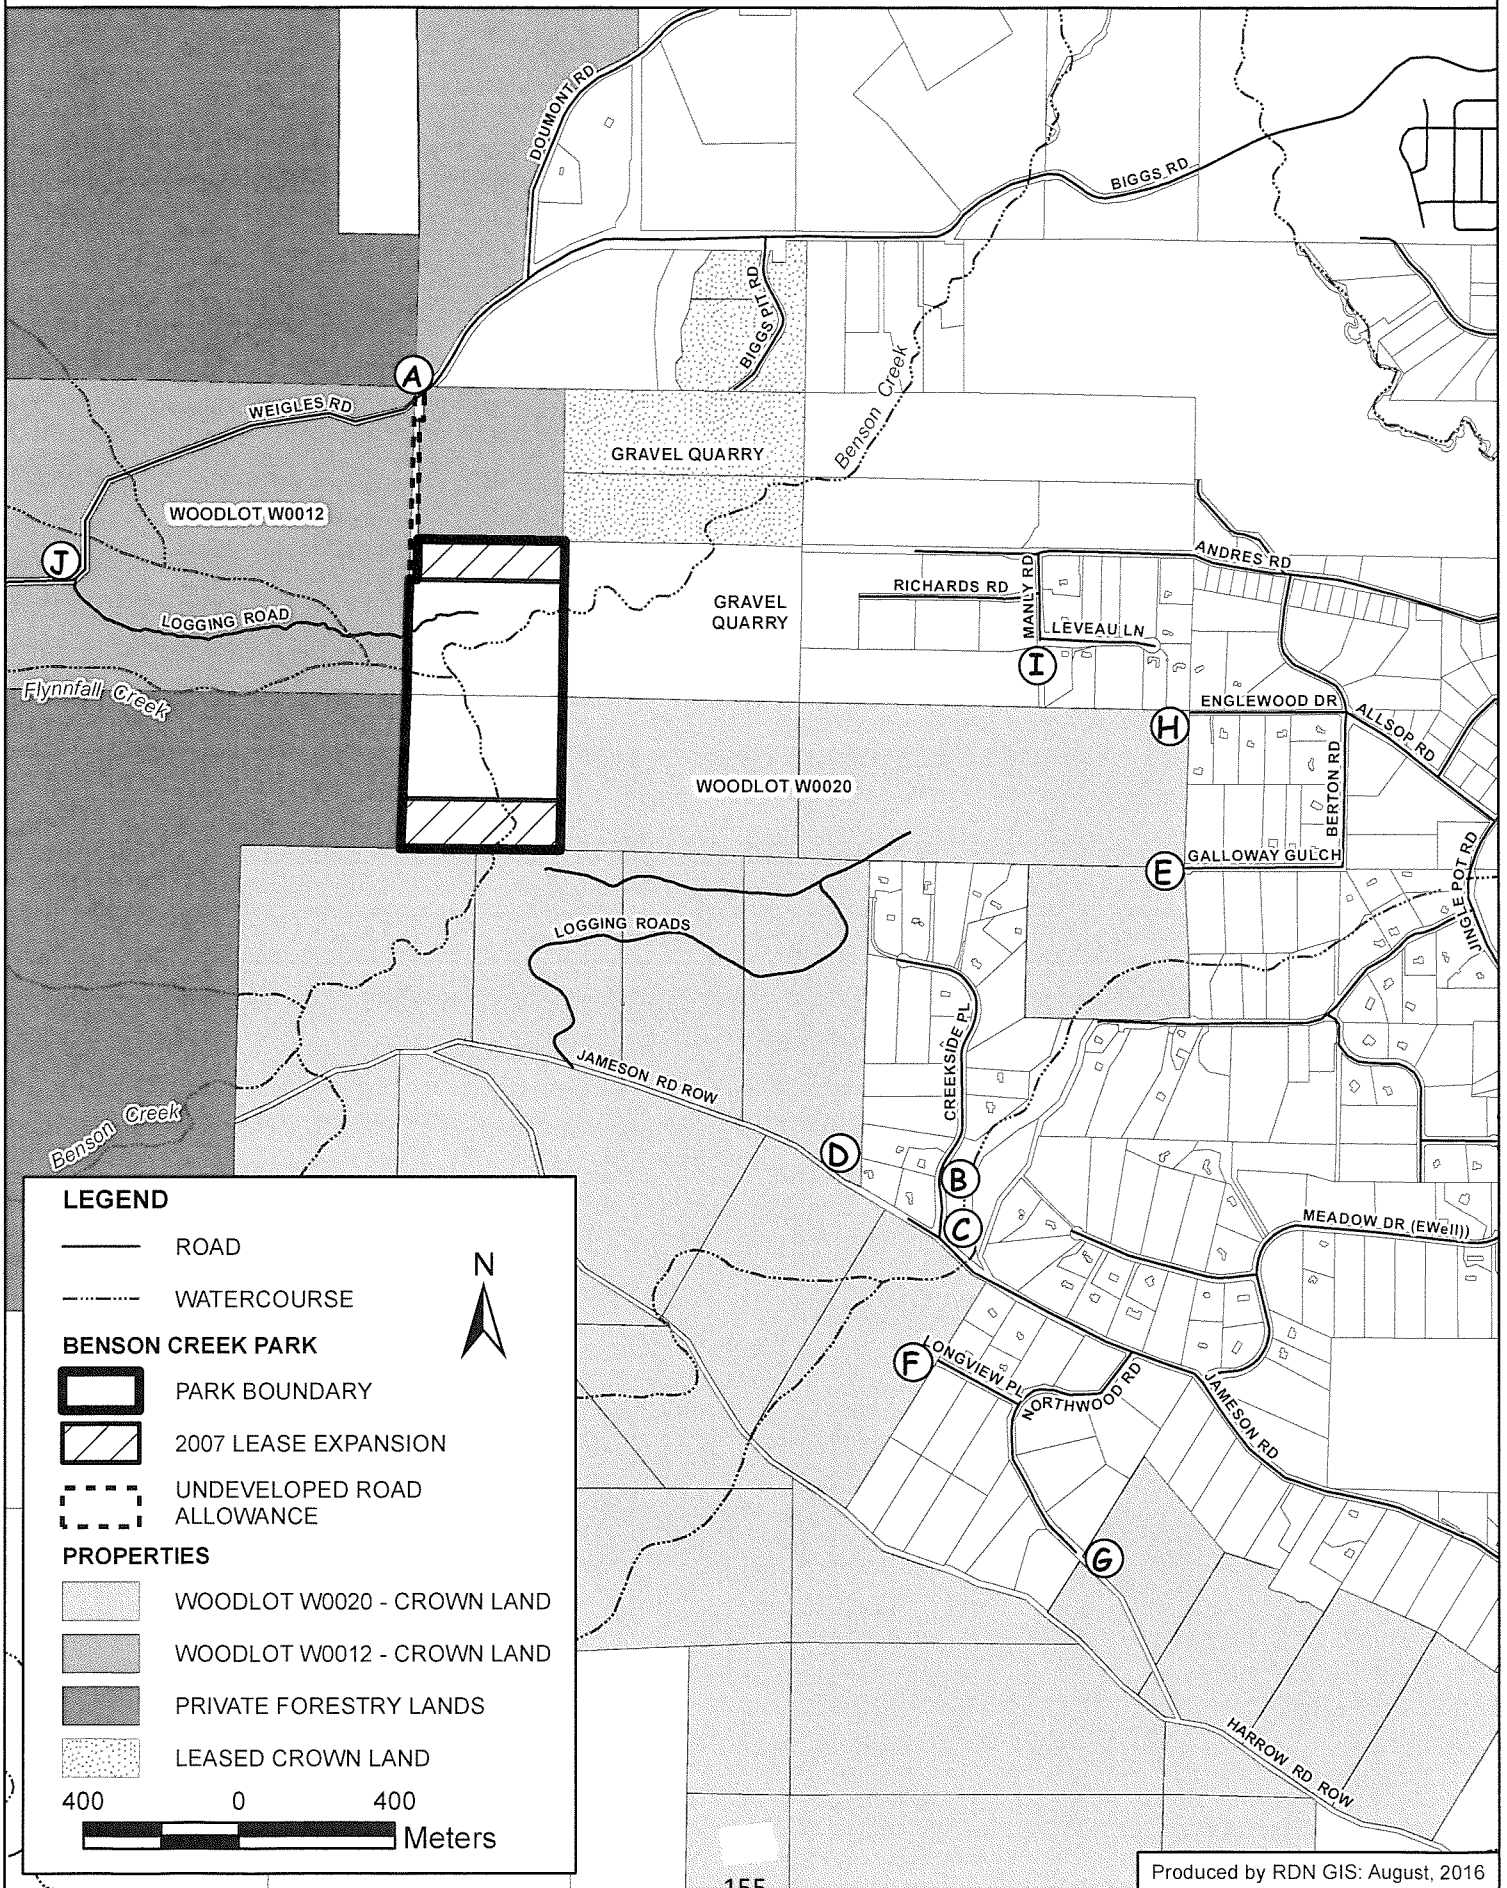 DOUMONT RD
BIGGS RD
BIGGS PIT RD
Benson Creek
A
WEIGLES RD
GRAVEL QUARRY
WOODLOT W0012
J
ANDRES RD
RICHARDS RD
MANLY RD
LEVEAU LN
GRAVEL
QUARRY
LOGGING ROAD
I
Flynnfall Creek
ENGLEWOOD DR
H
ALLSOP RD
BERTON RD
WOODLOT W0020
GALLOWAY GULCH
E
JINGLE POT RD
LOGGING ROADS
CREEKSIDE PL
JAMESON RD ROW
Benson Creek
D
B
C
MEADOW DR (EWell))
F
LONGVIEW PL
NORTHWOOD RD
JAMESON RD
G
HARROW RD ROW
LEGEND
ROAD
N
WATERCOURSE
BENSON CREEK PARK
PARK BOUNDARY
2007 LEASE EXPANSION
UNDEVELOPED ROAD
ALLOWANCE
PROPERTIES
WOODLOT W0020 - CROWN LAND
WOODLOT W0012 - CROWN LAND
PRIVATE FORESTRY LANDS
LEASED CROWN LAND
400 0 400
Meters
Produced by RDN GIS: August, 2016
155